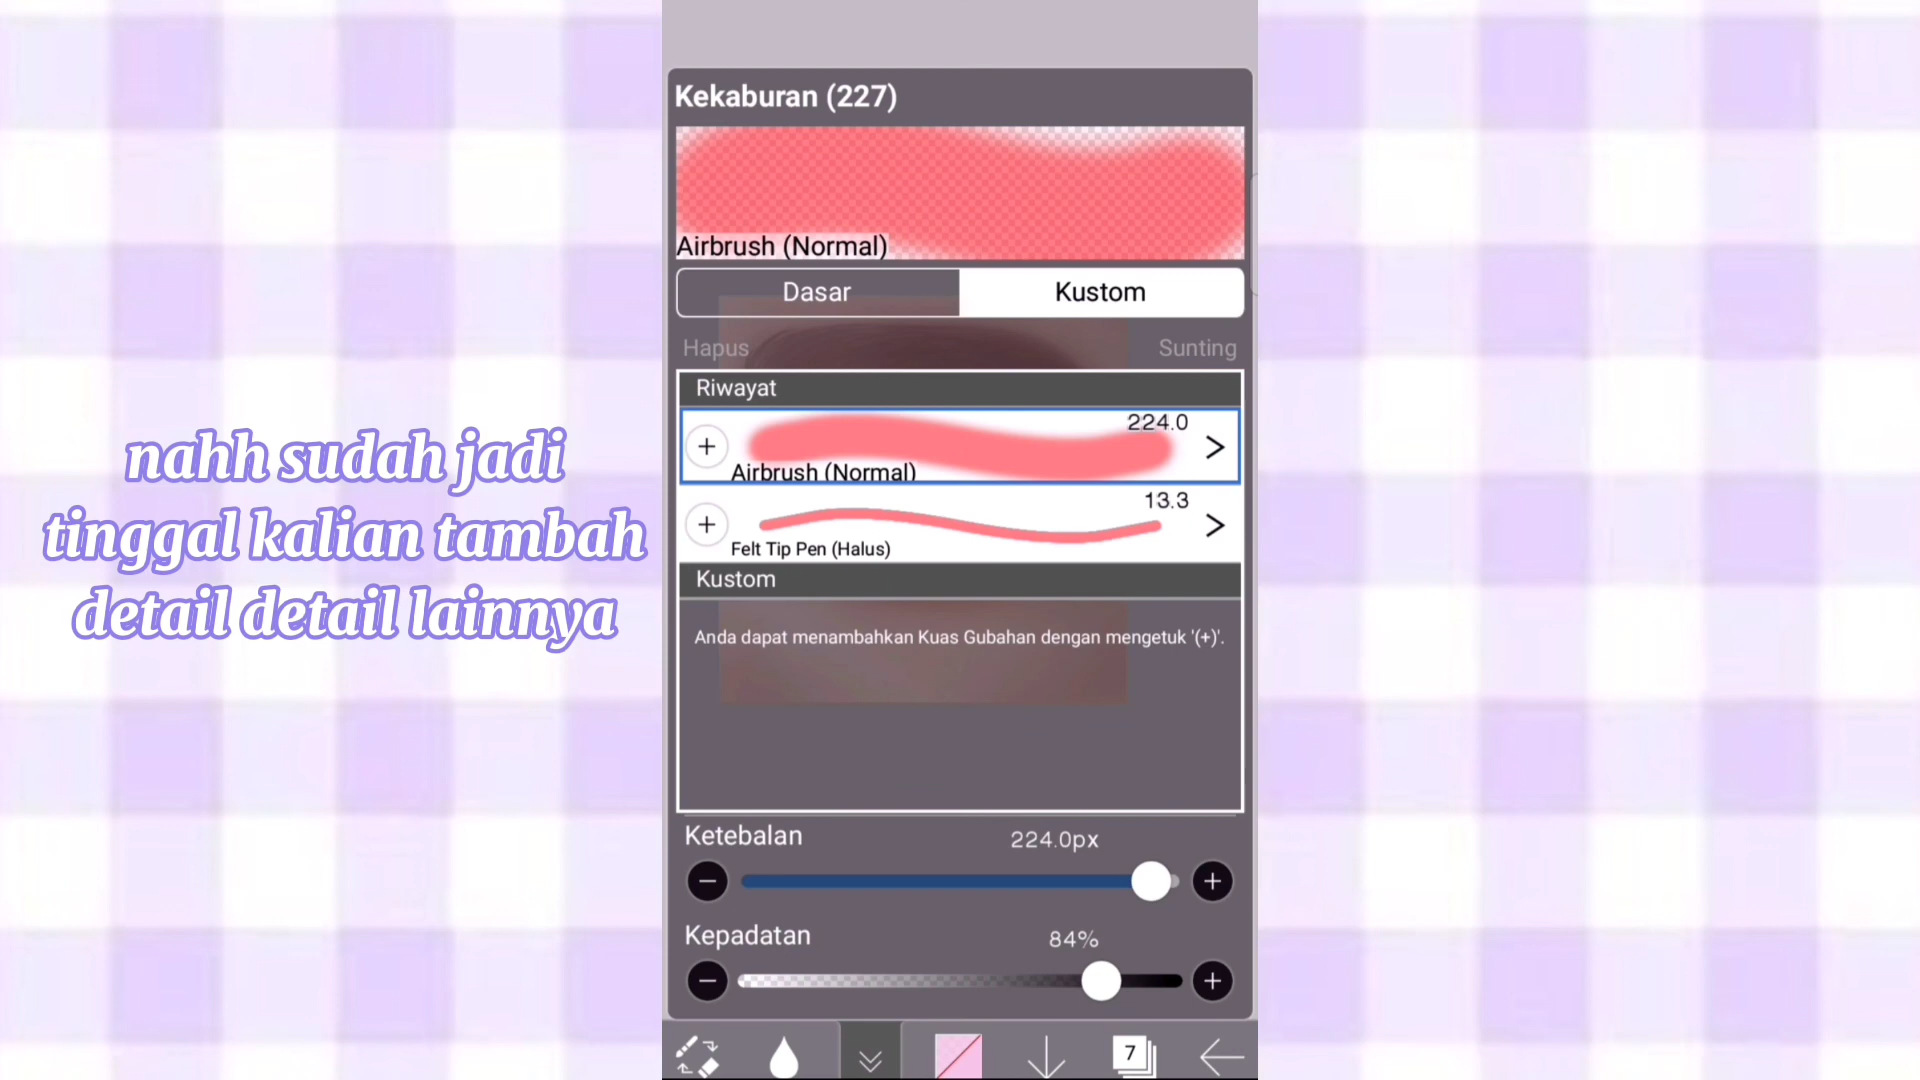 nahh sudah jadi
tinggal kalian tambah
detail detail lainnya
Kekaburan (227)
Airbrush (Normal)
Dasar
Kustom
Hapus
Sunting
Riwayat
224.0
+
Airbrush (Normal)
13.3
+
Felt Tip Pen (Halus)
Kustom
Anda dapat menambahkan Kuas Gubahan dengan mengetuk '(+)'.
Ketebalan
224.0px
Kepadatan
84%
7